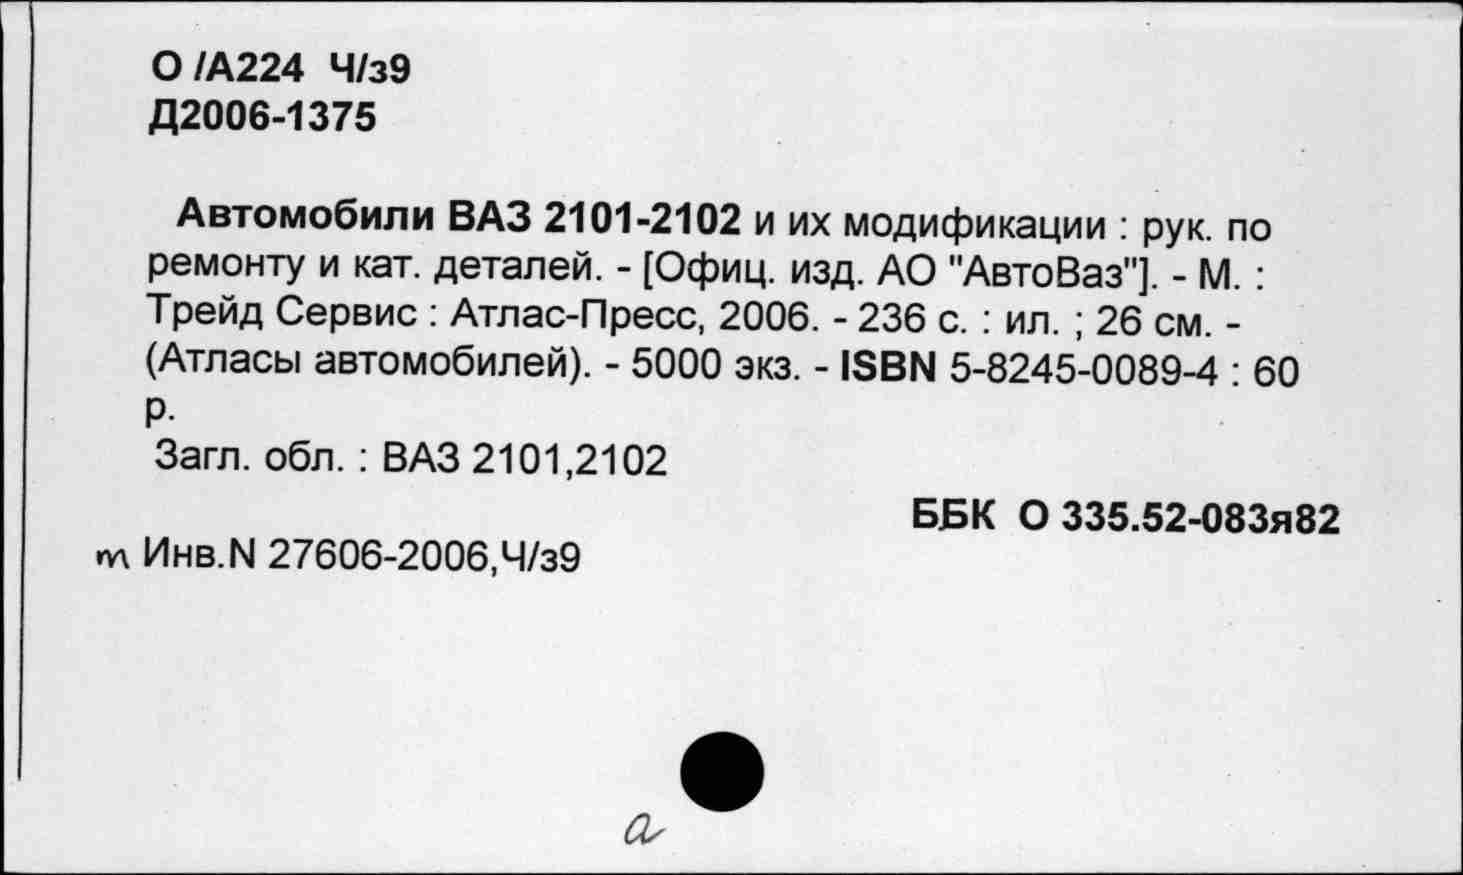 О /А224 Ч/з9
Д2006-1375
Автомобили ВАЗ 2101-2102 и их модификации : рук. по
ремонту и кат. деталей. - [Офиц. изд. АО "АвтоВаз"]. - М. :
Трейд Сервис : Атлас-Пресс, 2006. - 236 с. : ил. ; 26 см. -
(Атласы автомобилей). - 5000 экз. - ISBN 5-8245-0089-4 : 60
р.
Загл. обл. : ВАЗ 2101,2102
ББК О 335.52-083я82
Инв.N 27606-2006,Ч/з9
а